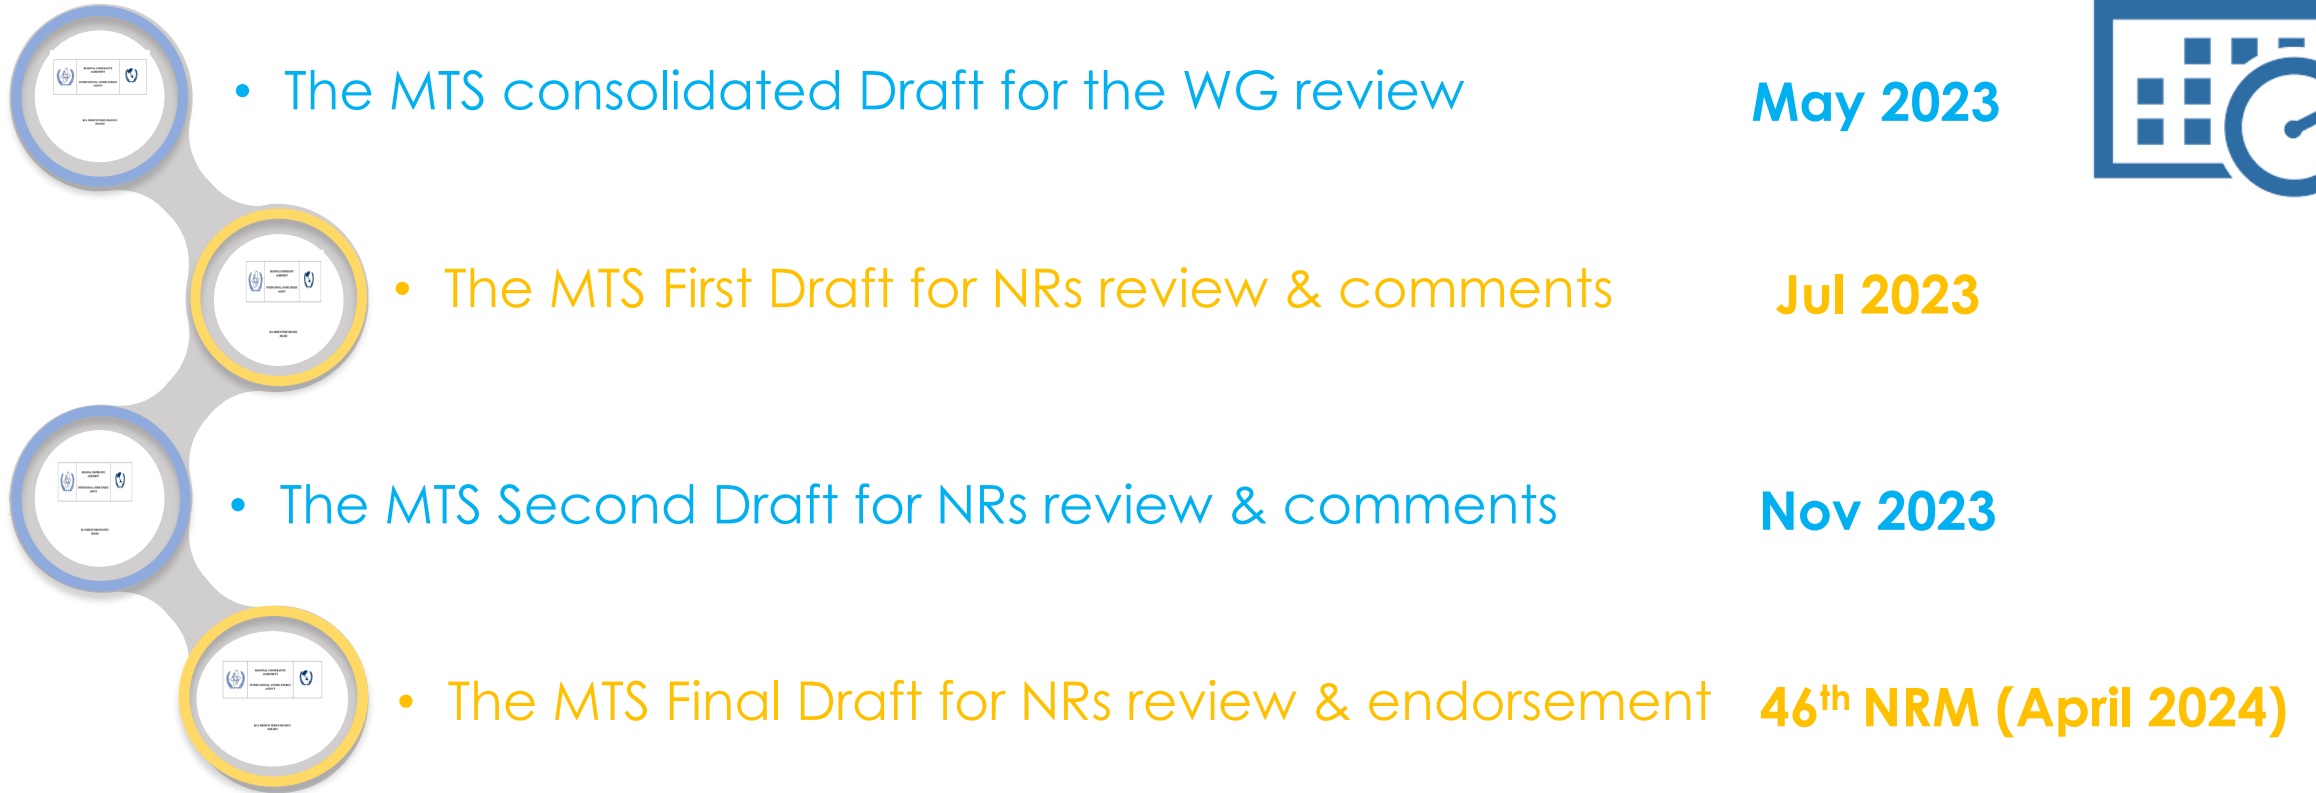 • The MTS consolidated Draft for the WG review May 2023
• The MTS First Draft for NRs review & comments Jul 2023
• The MTS Second Draft for NRs review & comments Nov 2023
• The MTS Final Draft for NRs review & endorsement 46th NRM (April 2024)